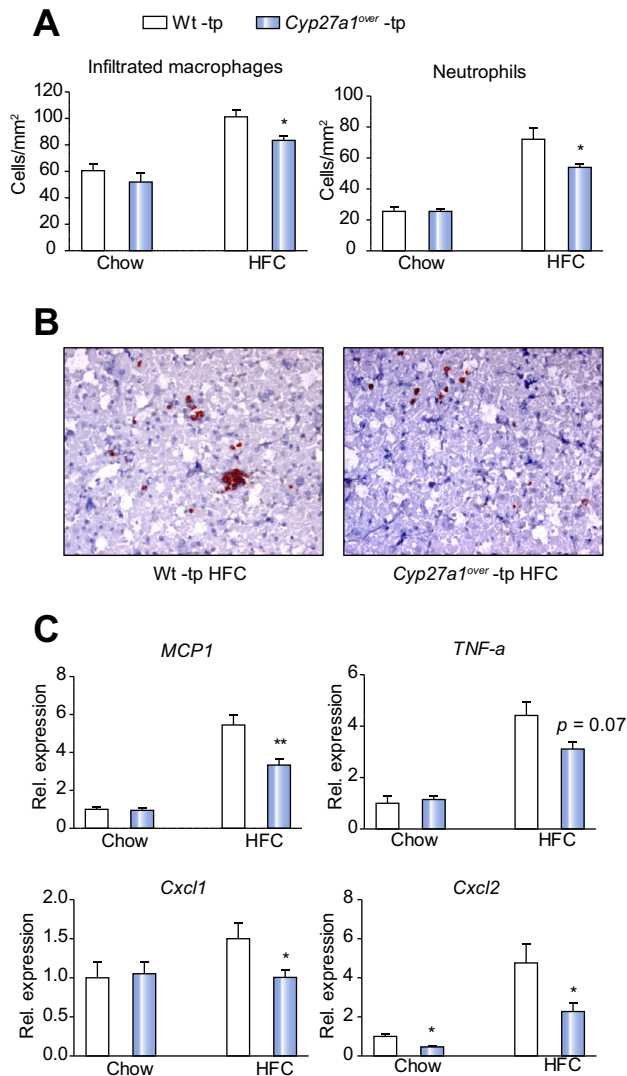 A
Wt -tp
Cyp27a1ᵒᵛᵉʳ -tp
Infiltrated macrophages
Neutrophils
Cells/mm²
120
100
80
60
40
20
0
*
Chow
HFC
Cells/mm²
100
80
60
40
20
0
*
Chow
HFC
B
Wt -tp HFC
Cyp27a1ᵒᵛᵉʳ -tp HFC
C
MCP1
Rel. expression
8
6
4
2
0
**
Chow
HFC
TNF-a
Rel. expression
6
4
2
0
p = 0.07
Chow
HFC
Cxcl1
Rel. expression
2.0
1.5
1.0
0.5
0.0
*
Chow
HFC
Cxcl2
Rel. expression
8
6
4
2
0
*
*
Chow
HFC